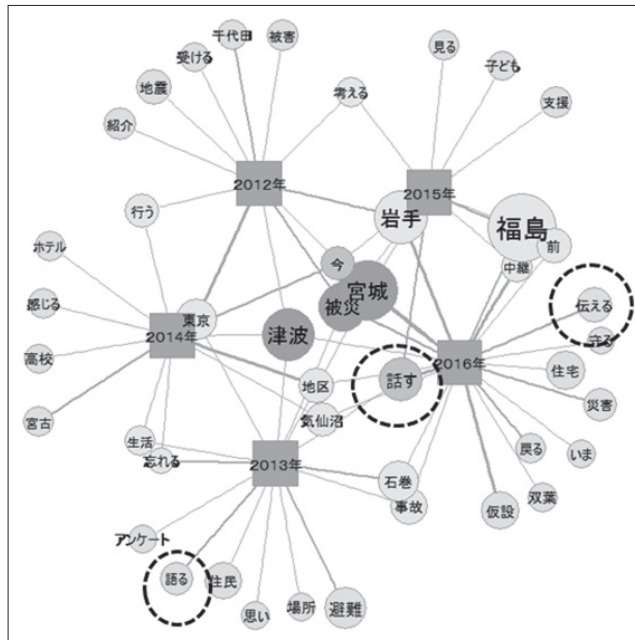 千代田
被害
受ける
見る
子ども
地震
考える
支援
紹介
2012年
2015年
行う
岩手
福島
前
ホテル
今
中継
宮城
伝える
感じる
東京
被災
2014年
津波
守る
2016年
高校
住宅
話す
地区
災害
宮古
気仙沼
生活
戻る
いま
忘れる
2013年
石巻
双葉
事故
仮設
アンケート
語る
住民
思い
場所
避難